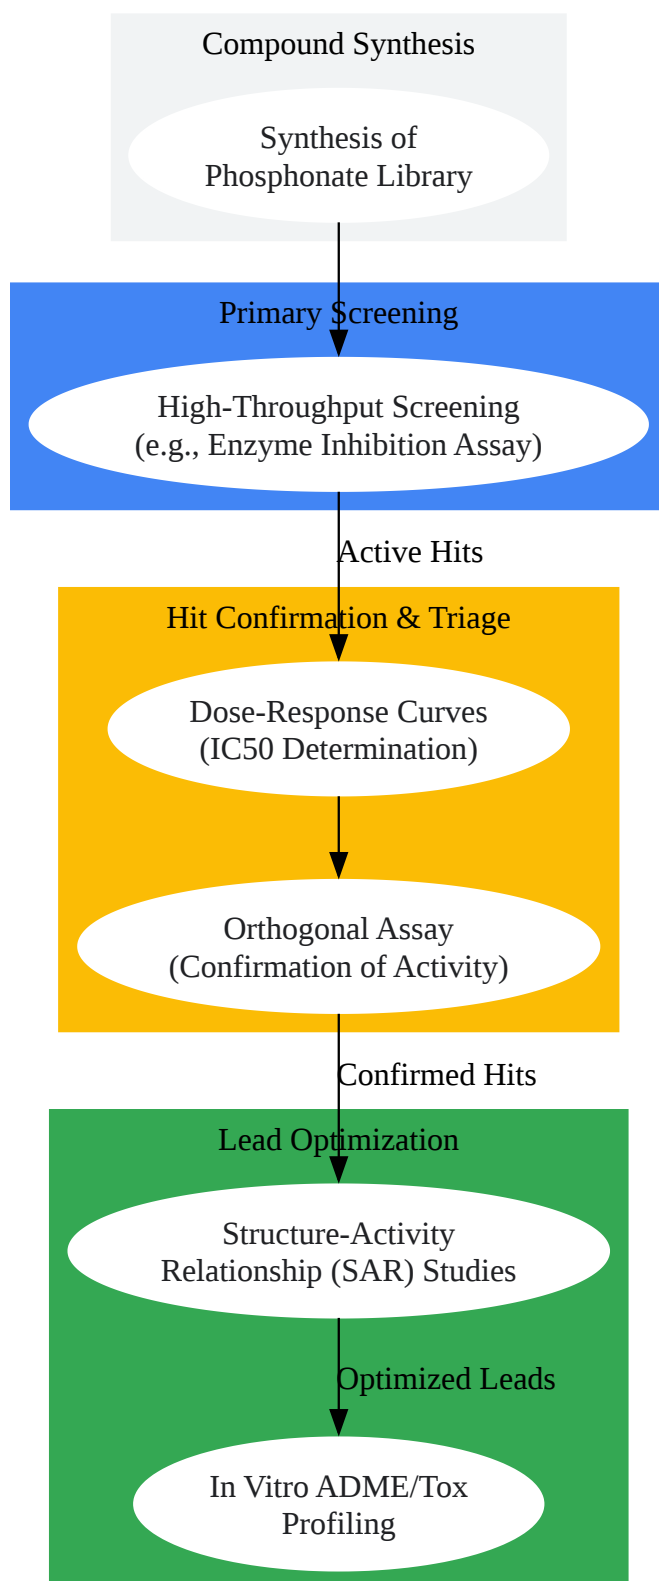 Compound Synthesis
Synthesis of
Phosphonate Library
Primary Screening
High-Throughput Screening
(e.g., Enzyme Inhibition Assay)
Active Hits
Hit Confirmation & Triage
Dose-Response Curves
(IC50 Determination)
Orthogonal Assay
(Confirmation of Activity)
Confirmed Hits
Lead Optimization
Structure-Activity
Relationship (SAR) Studies
Optimized Leads
In Vitro ADME/Tox
Profiling